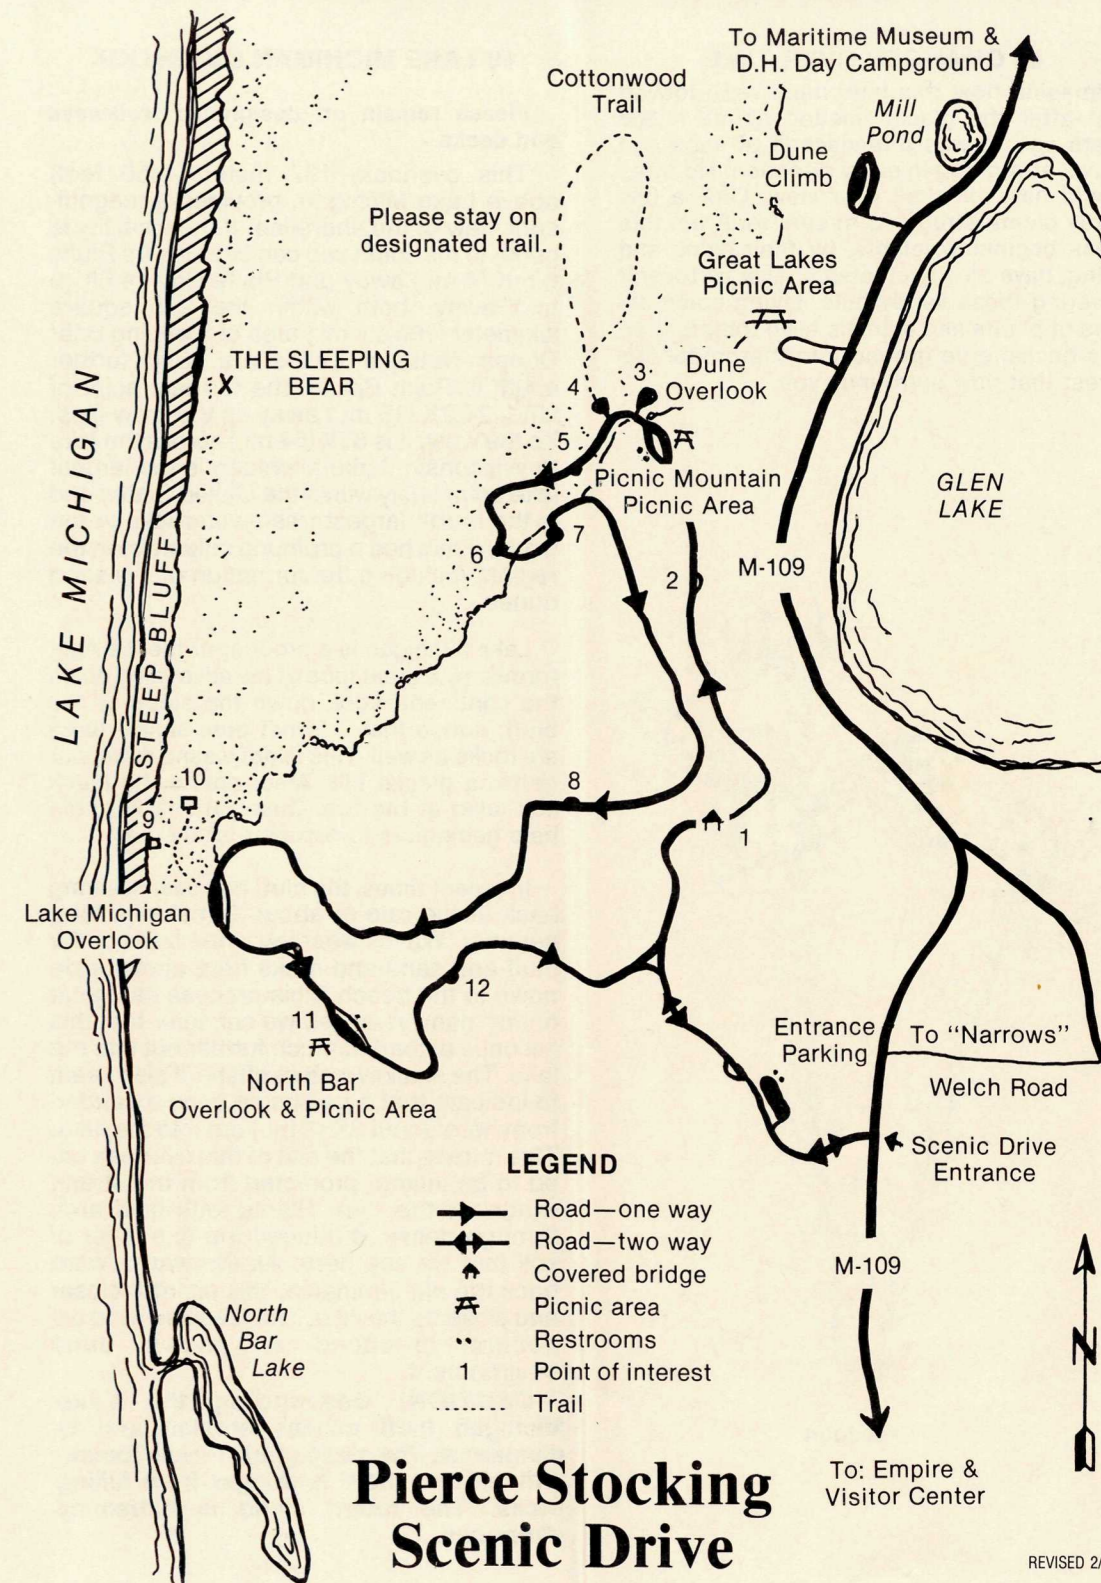 To Maritime Museum &
D.H. Day Campground
Cottonwood
Trail
Mill
Pond
Dune
Climb
Please stay on
designated trail.
Great Lakes
Picnic Area
THE SLEEPING
BEAR
X
Dune
Overlook
3
4
5
Picnic Mountain
Picnic Area
GLEN
LAKE
LAKE MICHIGAN
STEEP BLUFF
6
7
2
M-109
10
9
8
1
Lake Michigan
Overlook
12
11
North Bar
Overlook & Picnic Area
Entrance
Parking
To "Narrows"
Welch Road
Scenic Drive
Entrance
LEGEND
Road—one way
Road—two way
Covered bridge
Picnic area
Restrooms
1 Point of interest
Trail
M-109
N
North
Bar
Lake
To: Empire &
Visitor Center
Pierce Stocking
Scenic Drive
REVISED 2/